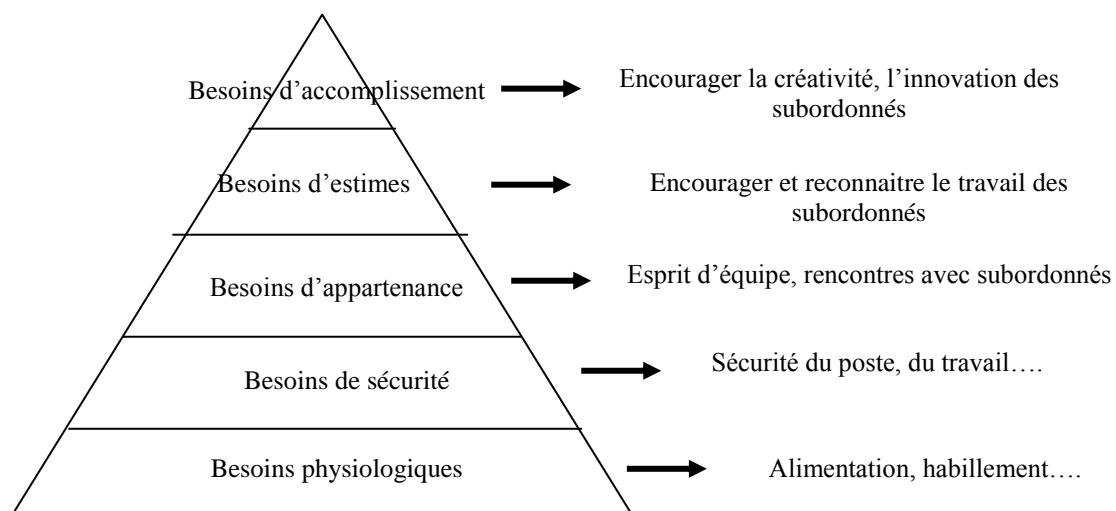 Besoins d’accomplissement
Encourager la créativité, l’innovation des
subordonnés
Besoins d’estimes
Encourager et reconnaitre le travail des
subordonnés
Besoins d’appartenance
Esprit d’équipe, rencontres avec subordonnés
Besoins de sécurité
Sécurité du poste, du travail….
Besoins physiologiques
Alimentation, habillement….